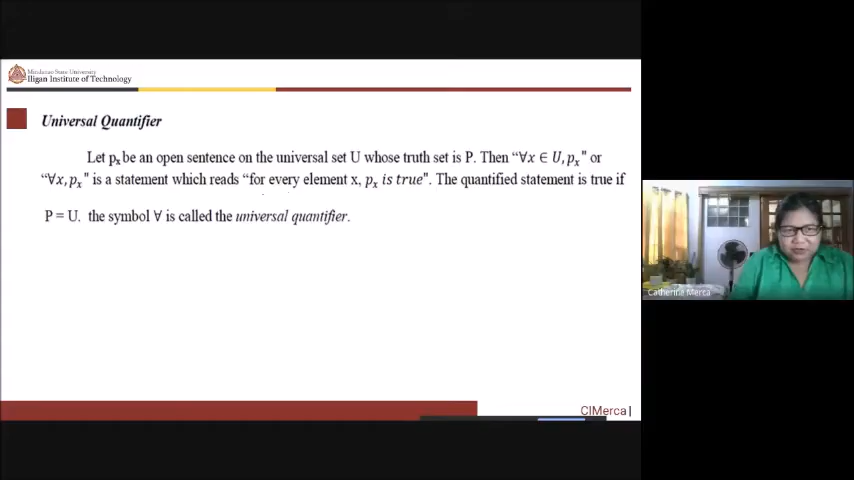 Mindanao State University
Iligan Institute of Technology
Universal Quantifier
Let pₓ be an open sentence on the universal set U whose truth set is P. Then “∀x ∈ U, pₓ" or
“∀x, pₓ" is a statement which reads “for every element x, pₓ is true". The quantified statement is true if
P = U. the symbol ∀ is called the universal quantifier.
Catherine Merca
CIMerca |